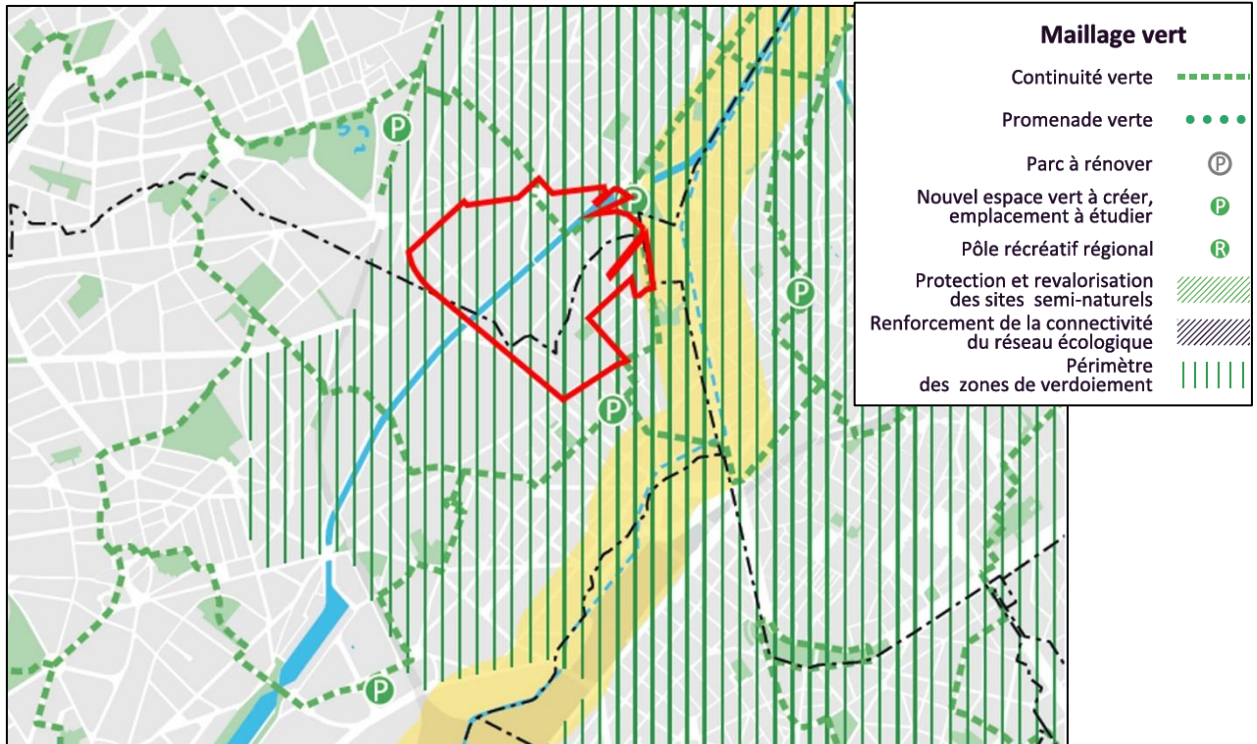 Maillage vert
Continuité verte
Promenade verte
Parc à rénover
P
Nouvel espace vert à créer,
emplacement à étudier
P
Pôle récréatif régional
R
Protection et revalorisation
des sites semi-naturels
Renforcement de la connectivité
du réseau écologique
Périmètre
des zones de verdoiement
P
P
P
P
P